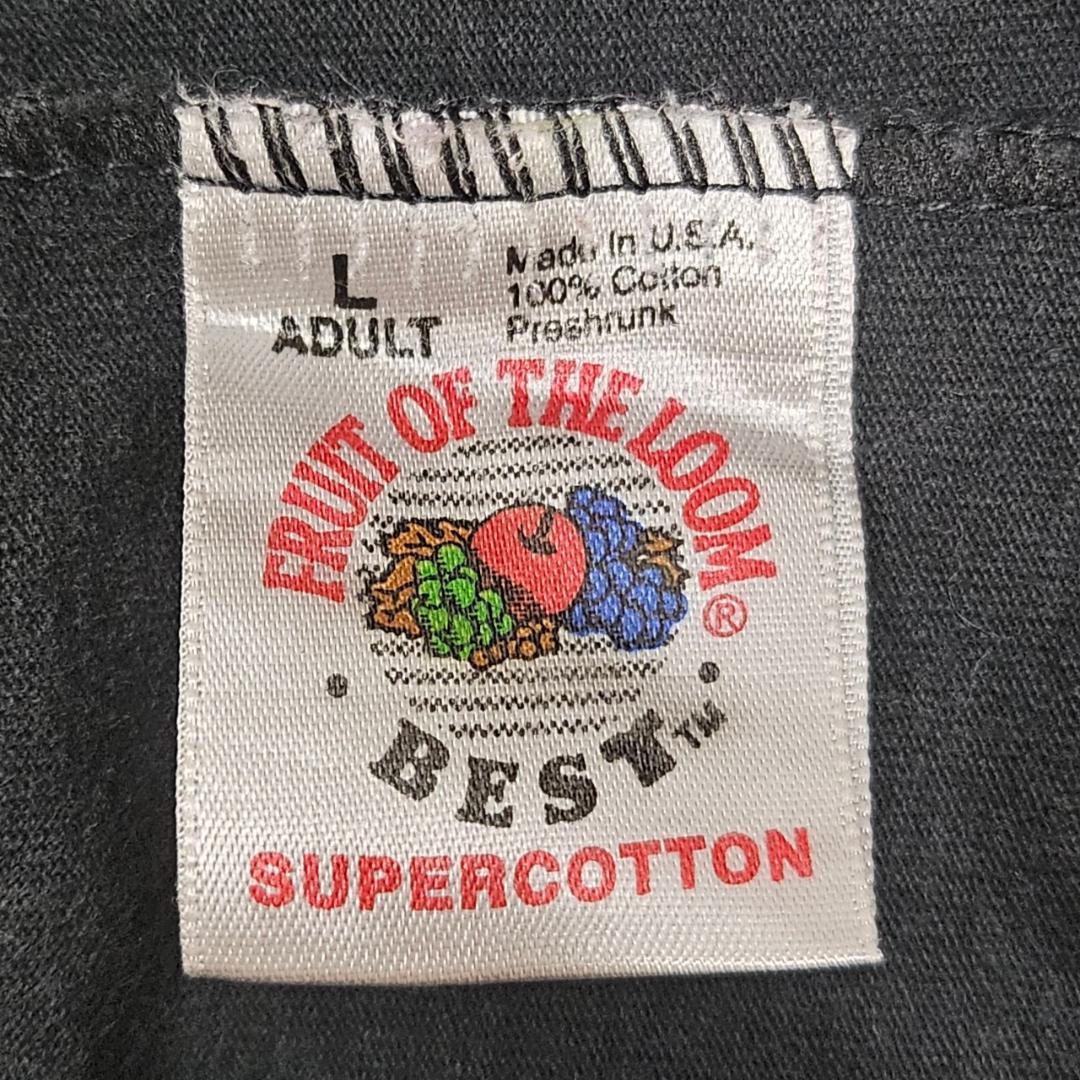 L
ADULT
Made In U.S.A.
100% Cotton
Preshrunk
FRUIT OF THE LOOM®
BEST™
SUPERCOTTON